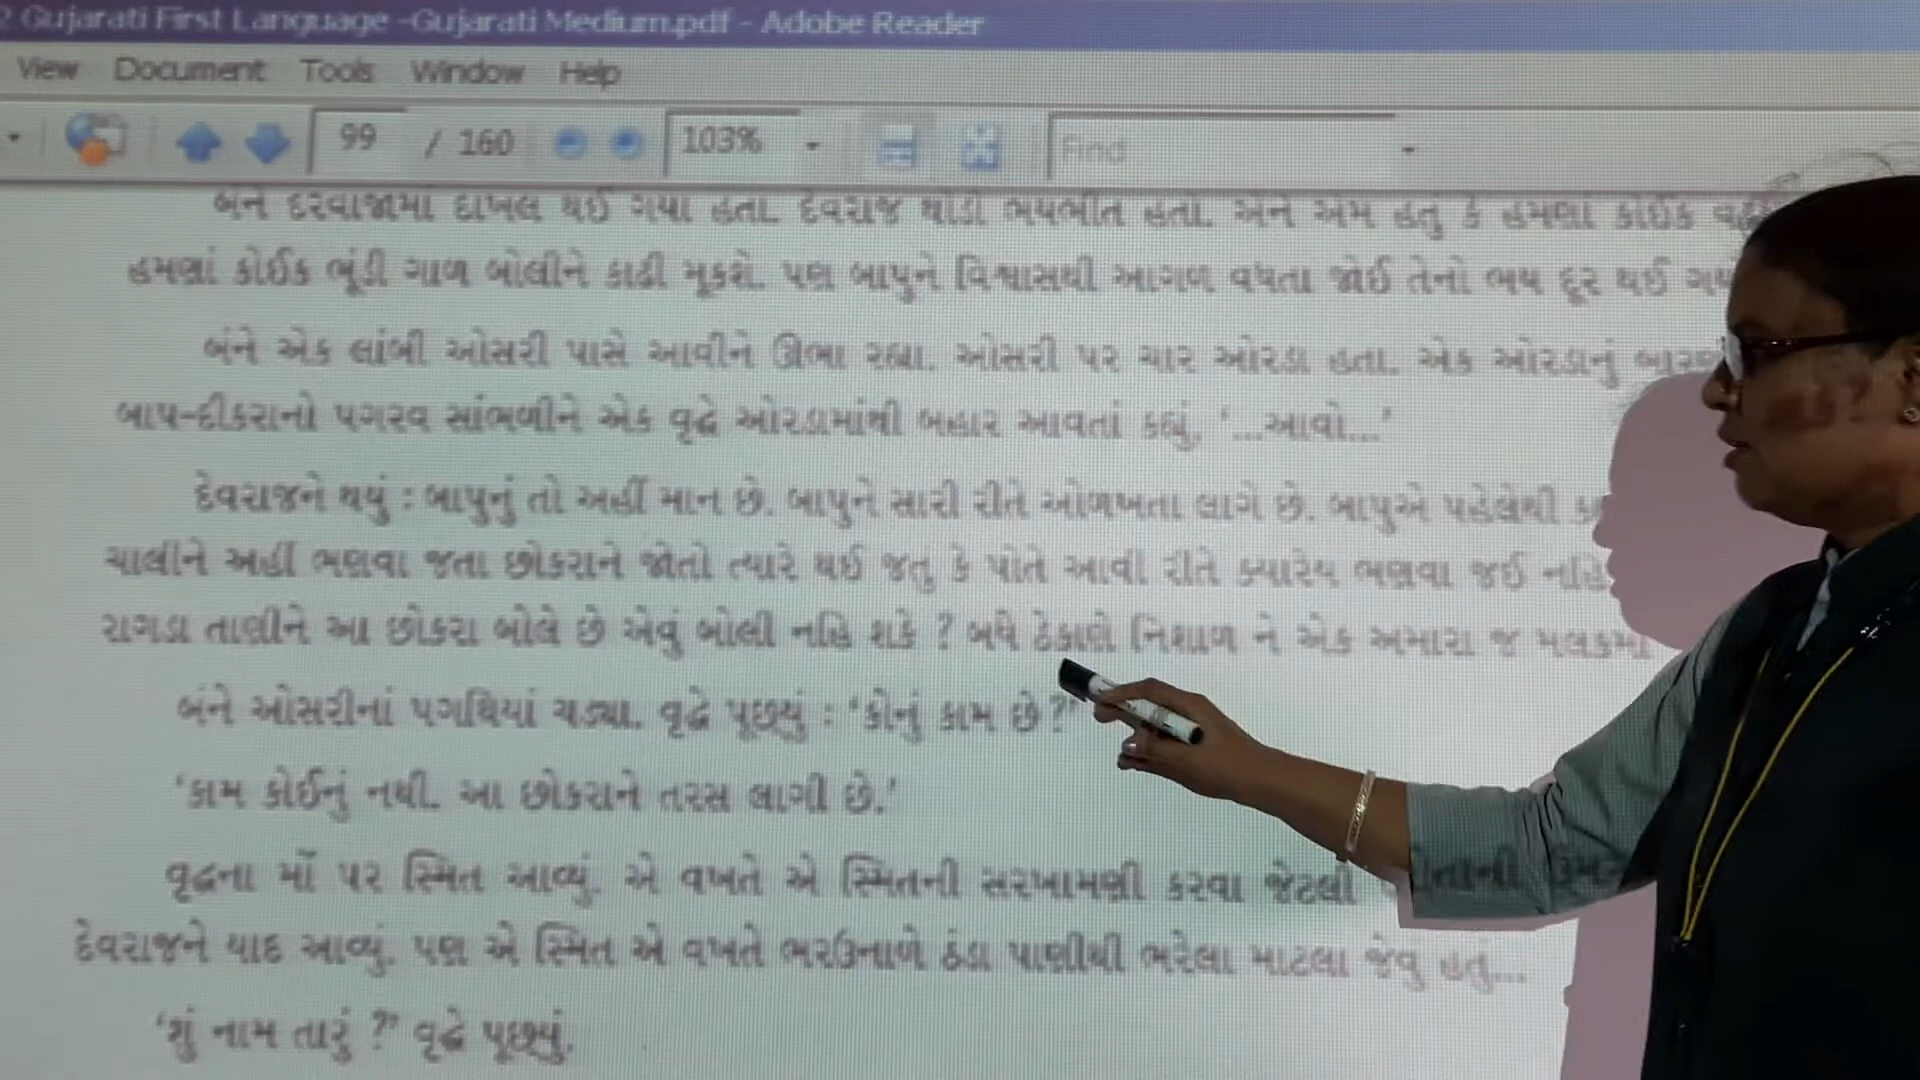 2 Gujarati First Language -Gujarati Medium.pdf - Adobe Reader
View Document Tools Window Help
99 / 160 103% Find
બંને દરવાજામાં દાખલ થઈ ગયા હતા. દેવરાજ થોડો ભયભીત હતો. એને એમ હતું કે હમણાં કોઈક
હમણાં કોઈક ભૂંડી ગાળ બોલીને કાઢી મૂકશે. પણ બાપુને વિશ્વાસથી આગળ વધતા જોઈ તેનો ભય દૂર થઈ
બંને એક લાંબી ઓસરી પાસે આવીને ઊભા રહ્યા. ઓસરી પર ચાર ઓરડા હતા. એક ઓરડાનું
બાપ-દીકરાનો પગરવ સાંભળીને એક વૃદ્ધે ઓરડામાંથી બહાર આવતાં કહ્યું, ‘...આવો...’
દેવરાજને થયું : બાપુનું તો અહીં માન છે. બાપુને સારી રીતે ઓળખતા લાગે છે. બાપુએ પહેલેથી
ચાલીને અહીં ભણવા જતા છોકરાને જોતો ત્યારે થઈ જતું કે પોતે આવી રીતે ક્યારેય ભણવા જઈ નહિ
રાગડા તાણીને આ છોકરા બોલે છે એવું બોલી નહિ શકે ? બધે ઠેકાણે નિશાળ ને એક અમારા જ મલકમાં
બંને ઓસરીનાં પગથિયાં ચડ્યા. વૃદ્ધે પૂછ્યું : ‘કોનું કામ છે ?’
‘કામ કોઈનું નથી. આ છોકરાને તરસ લાગી છે.’
વૃદ્ધના મોં પર સ્મિત આવ્યું. એ વખતે એ સ્મિતની સરખામણી કરવા જેટલી પોતાની
દેવરાજને યાદ આવ્યું. પણ એ સ્મિત એ વખતે ભરઉનાળે ઠંડા પાણીથી ભરેલા માટલા જેવું હતું...
‘શું નામ તારું ?’ વૃદ્ધે પૂછ્યું.